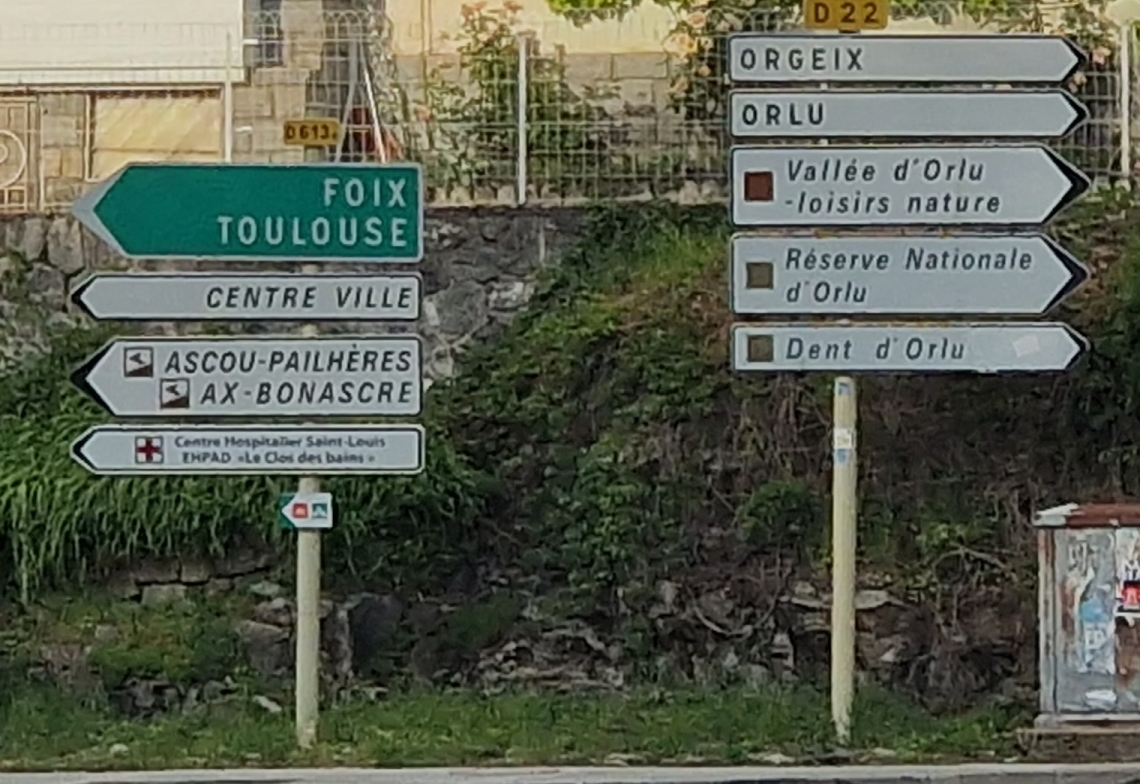 D613A
FOIX
TOULOUSE
CENTRE VILLE
ASCOU-PAILHÈRES
AX-BONASCRE
Centre Hospitalier Saint-Louis
EHPAD «Le Clos des bains »
D 22
ORGEIX
ORLU
Vallée d'Orlu
-loisirs nature
Réserve Nationale
d'Orlu
Dent d'Orlu